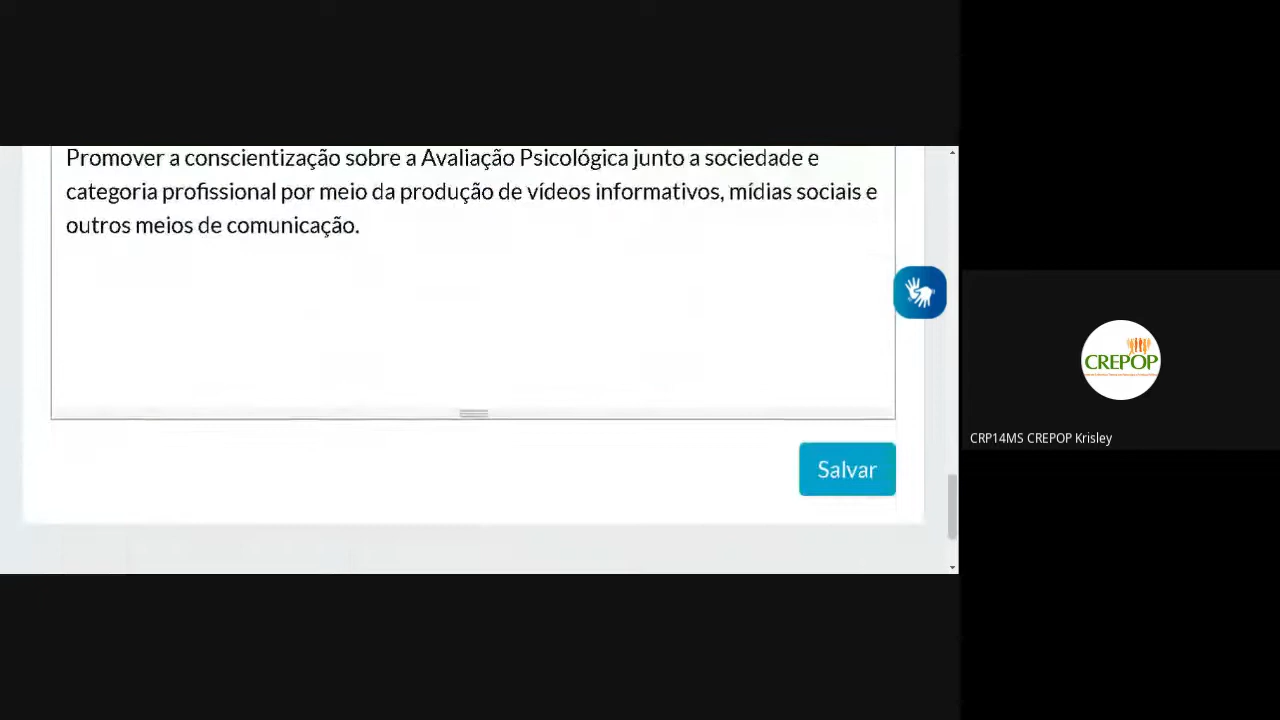 Promover a conscientização sobre a Avaliação Psicológica junto a sociedade e
categoria profissional por meio da produção de vídeos informativos, mídias sociais e
outros meios de comunicação.
Salvar
CREPOP
CRP14MS CREPOP Krisley